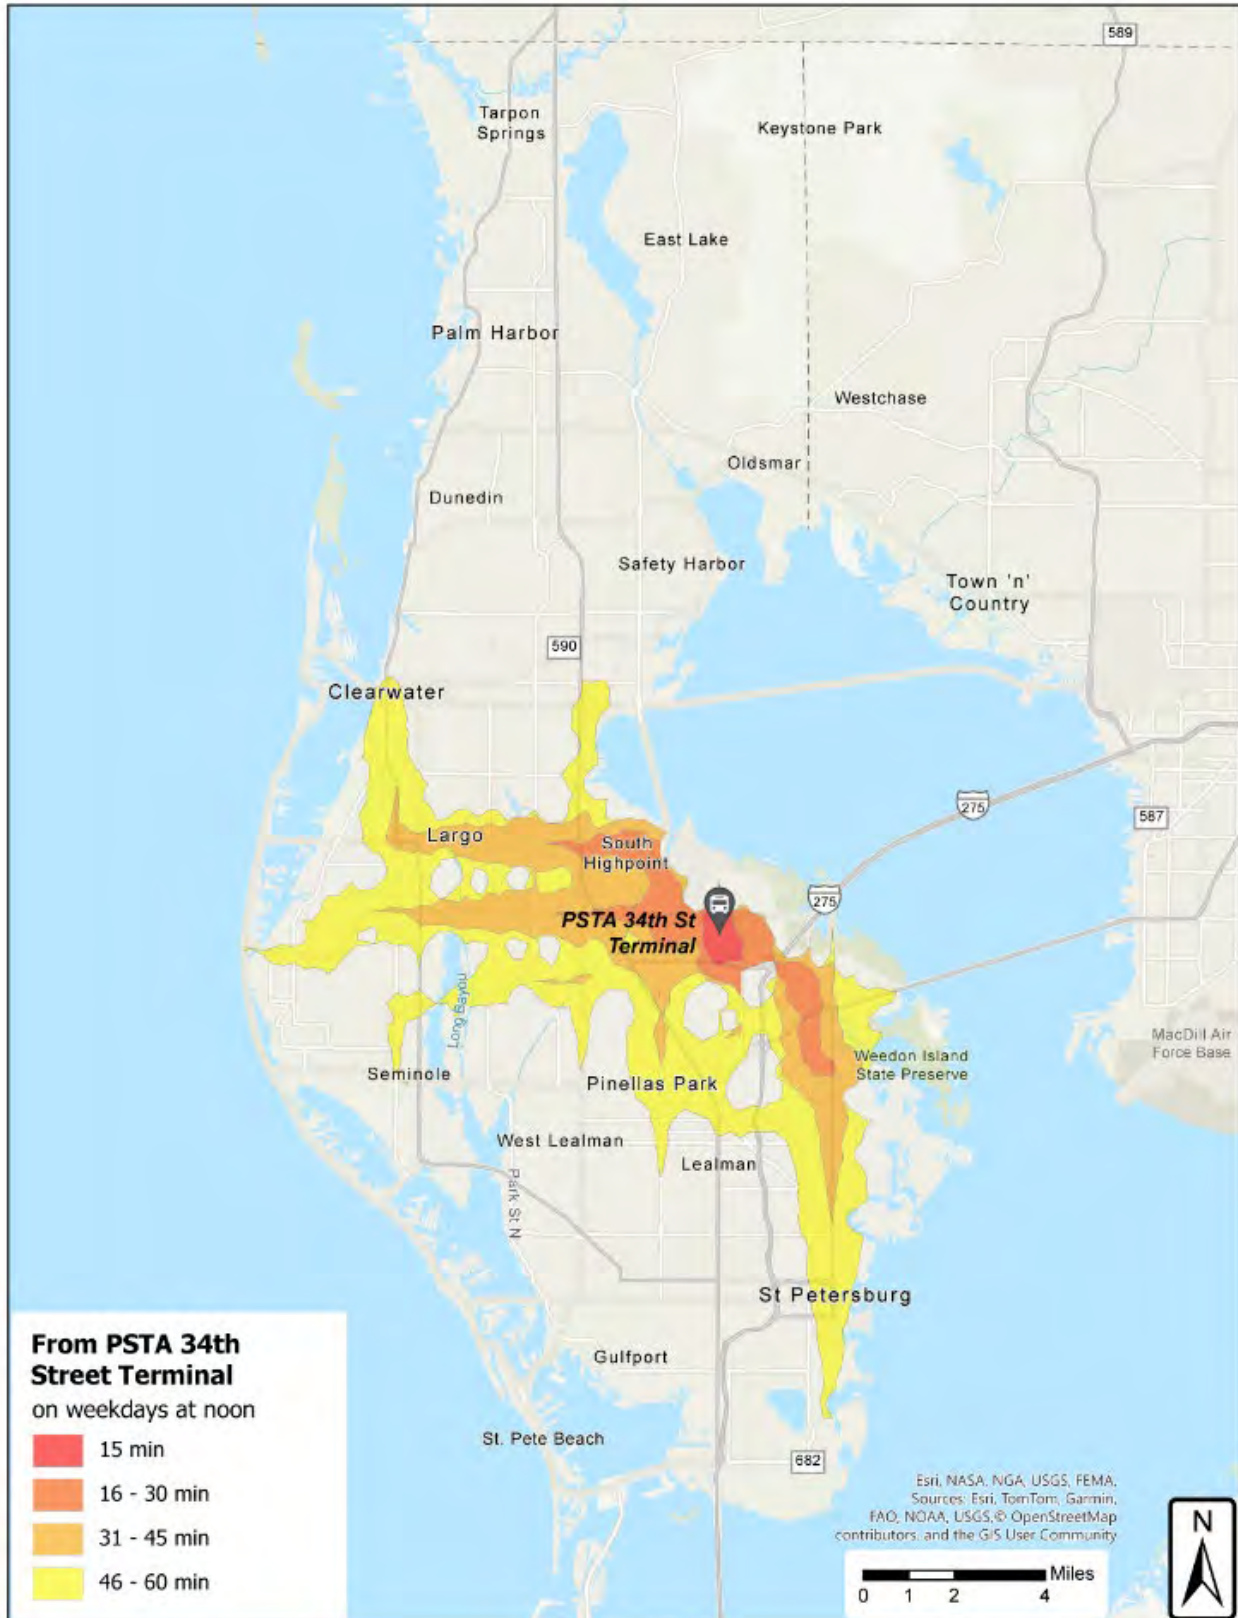 589
Tarpon
Springs
Keystone Park
East Lake
Palm Harbor
Westchase
Oldsmar
Dunedin
Safety Harbor
Town 'n'
Country
590
Clearwater
275
587
Largo
South
Highpoint
275
PSTA 34th St
Terminal
Long Bayou
MacDill Air
Force Base
Weedon Island
State Preserve
Seminole
Pinellas Park
West Lealman
Lealman
Park St N
St Petersburg
Gulfport
St. Pete Beach
682
From PSTA 34th
Street Terminal
on weekdays at noon
15 min
16 - 30 min
31 - 45 min
46 - 60 min
Esri, NASA, NGA, USGS, FEMA,
Sources: Esri, TomTom, Garmin,
FAO, NOAA, USGS,© OpenStreetMap
contributors, and the GIS User Community
Miles
0 1 2 4
N